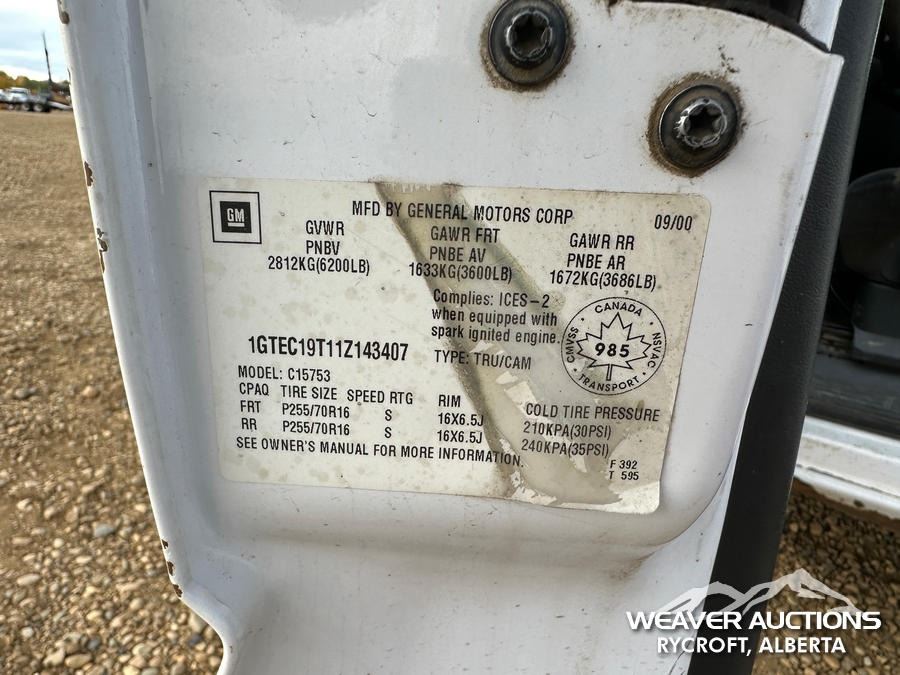 GM
MFD BY GENERAL MOTORS CORP 09/00
GVWR GAWR FRT GAWR RR
PNBV PNBE AV PNBE AR
2812KG(6200LB) 1633KG(3600LB) 1672KG(3686LB)
Complies: ICES-2
when equipped with
spark ignited engine.
CANADA
CMVSS 985 NSVAC
TRANSPORT
1GTEC19T11Z143407 TYPE: TRU/CAM
MODEL: C15753
CPAQ TIRE SIZE SPEED RTG RIM COLD TIRE PRESSURE
FRT P255/70R16 S 16X6.5J 210KPA(30PSI)
RR P255/70R16 S 16X6.5J 240KPA(35PSI)
SEE OWNER'S MANUAL FOR MORE INFORMATION.
F 392
T 595
WEAVER AUCTIONS
RYCROFT, ALBERTA